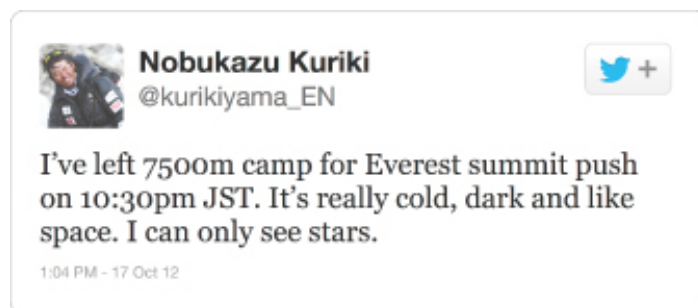 Nobukazu Kuriki
@kurikiyama_EN
I've left 7500m camp for Everest summit push
on 10:30pm JST. It's really cold, dark and like
space. I can only see stars.
1:04 PM - 17 Oct 12